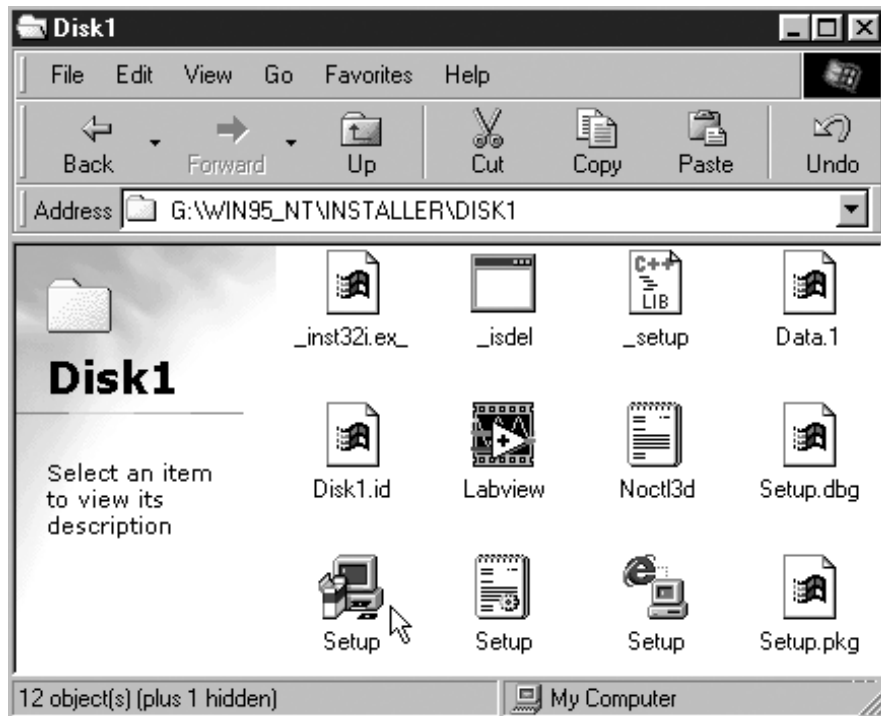 Disk1
File Edit View Go Favorites Help
Back Forward Up Cut Copy Paste Undo
Address G:\WIN95_NT\INSTALLER\DISK1
Disk1
Select an item
to view its
description
_inst32i.ex_ _isdel _setup Data.1
C++
LIB
Disk1.id Labview Noctl3d Setup.dbg
Setup Setup Setup Setup.pkg
12 object(s) (plus 1 hidden) My Computer